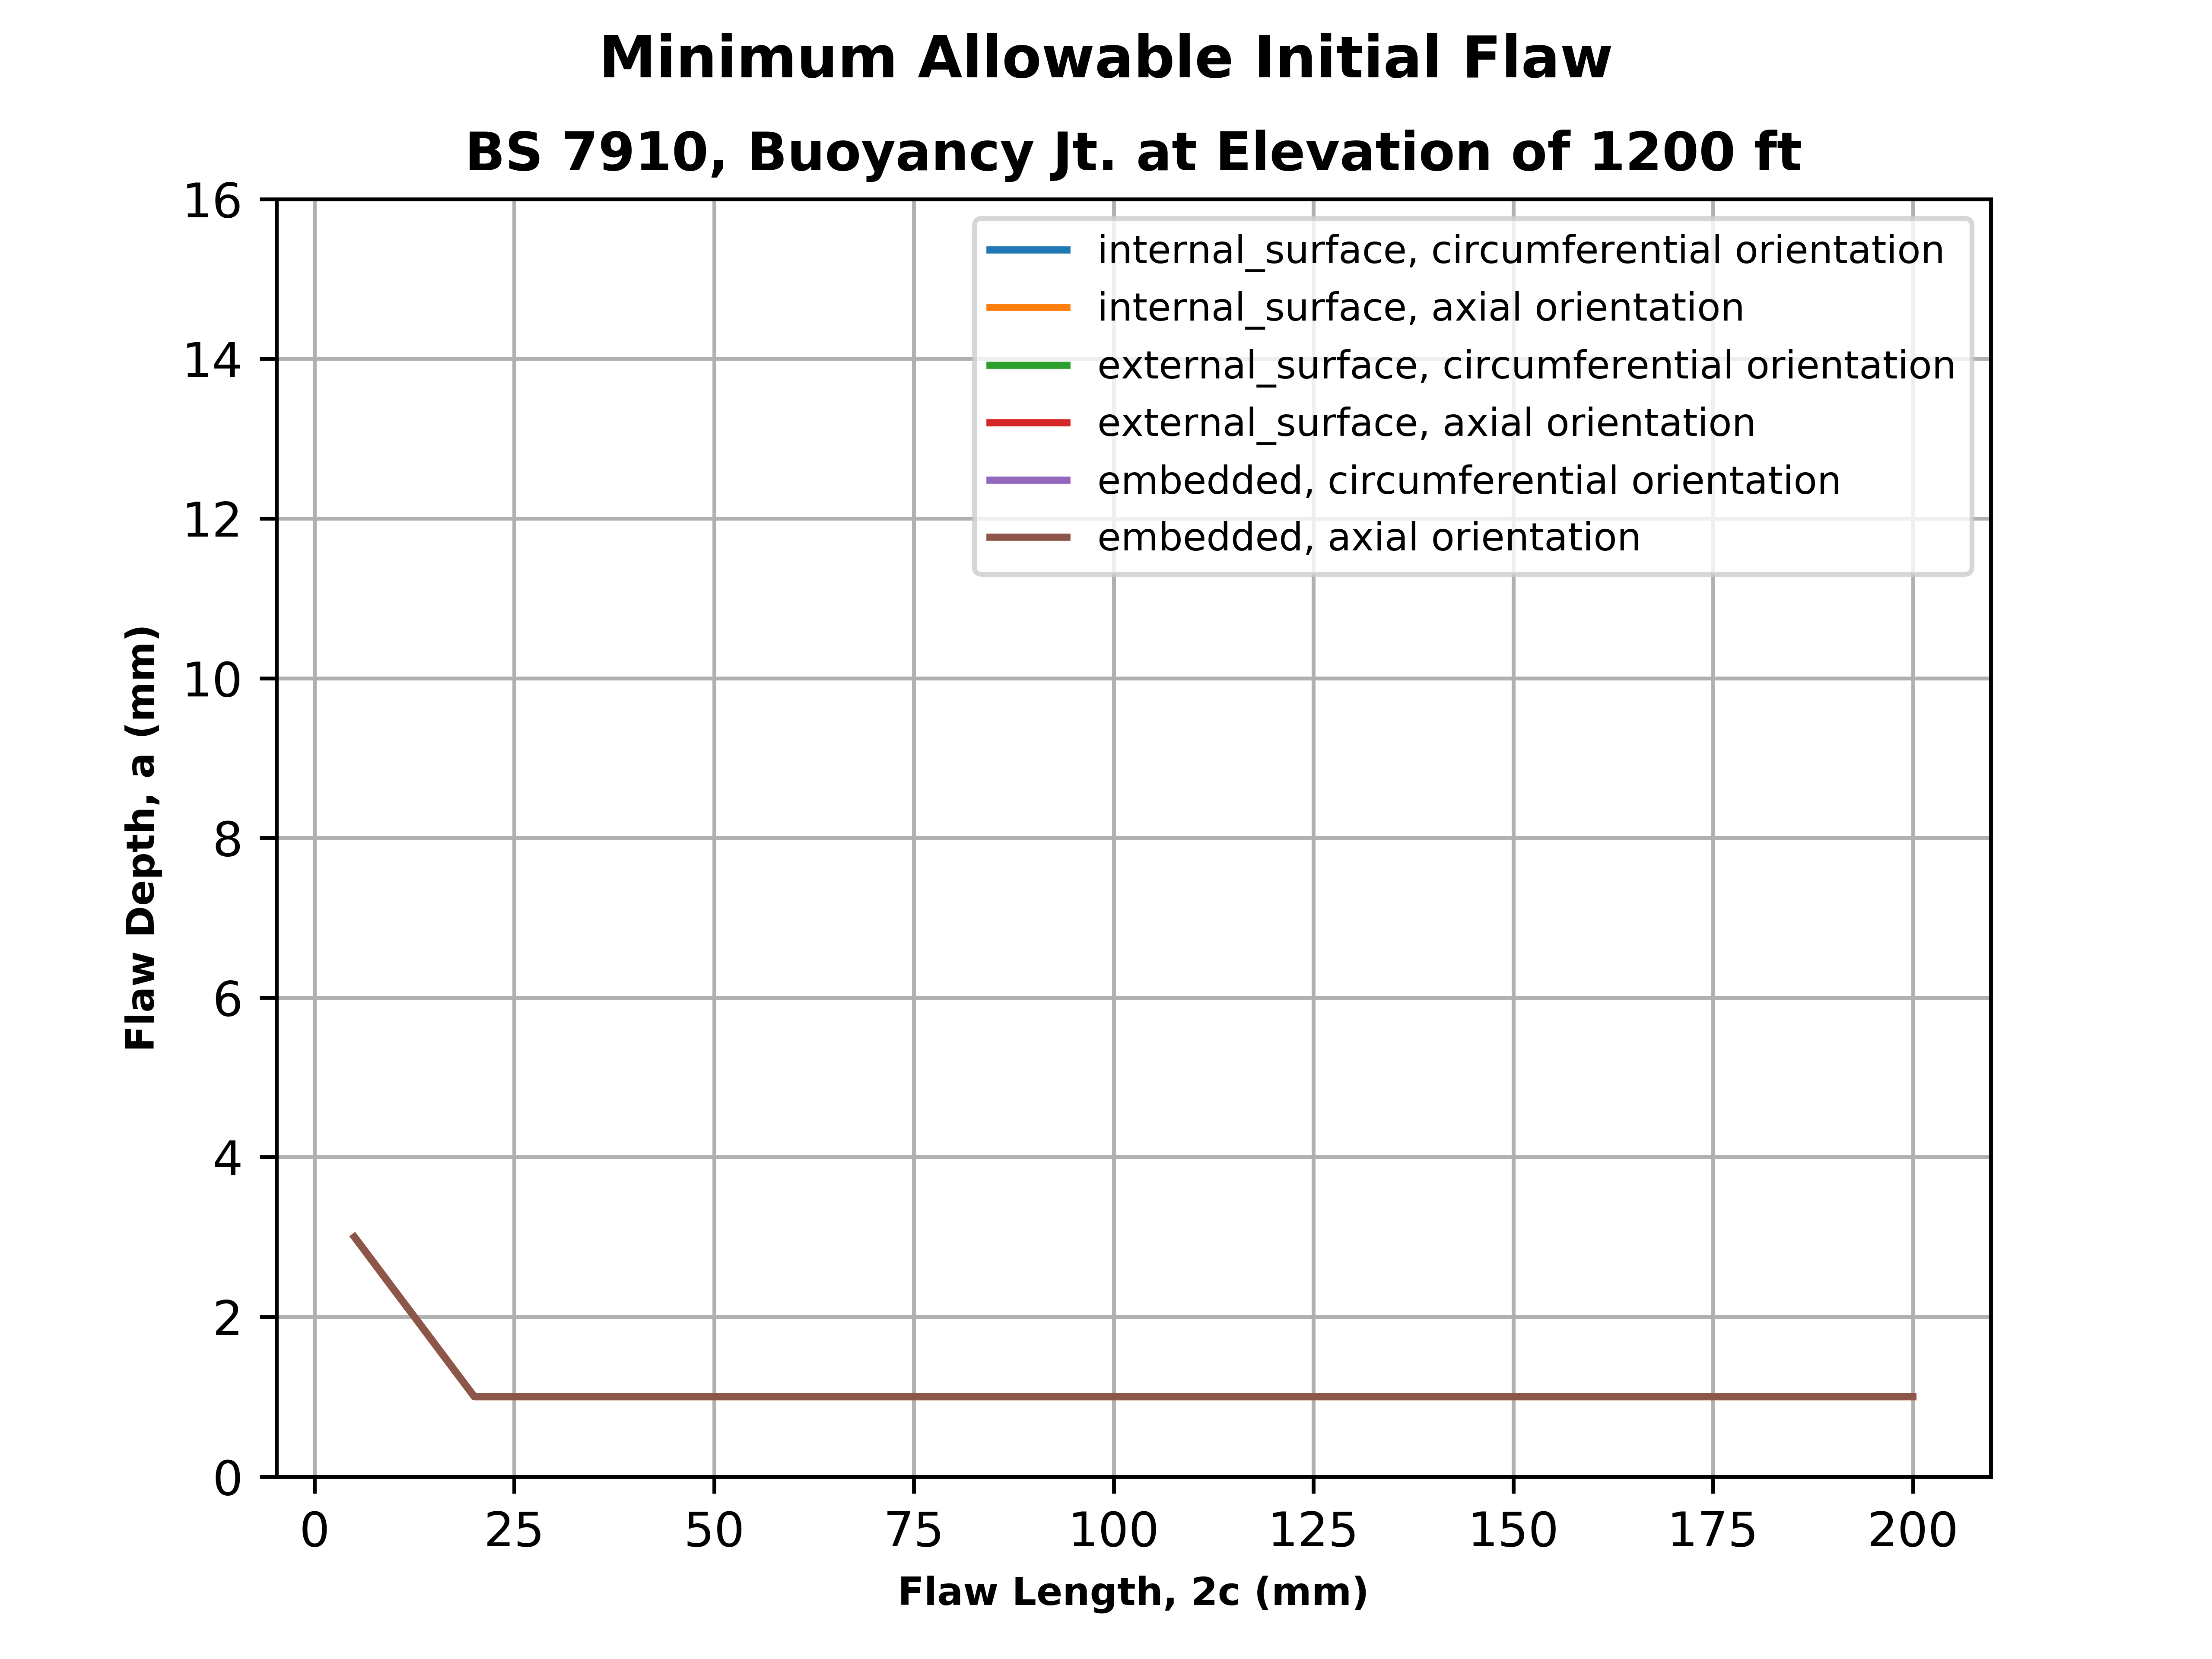 Minimum Allowable Initial Flaw
BS 7910, Buoyancy Jt. at Elevation of 1200 ft
internal_surface, circumferential orientation
internal_surface, axial orientation
external_surface, circumferential orientation
external_surface, axial orientation
embedded, circumferential orientation
embedded, axial orientation
Flaw Depth, a (mm)
16
14
12
10
8
6
4
2
0
0 25 50 75 100 125 150 175 200
Flaw Length, 2c (mm)